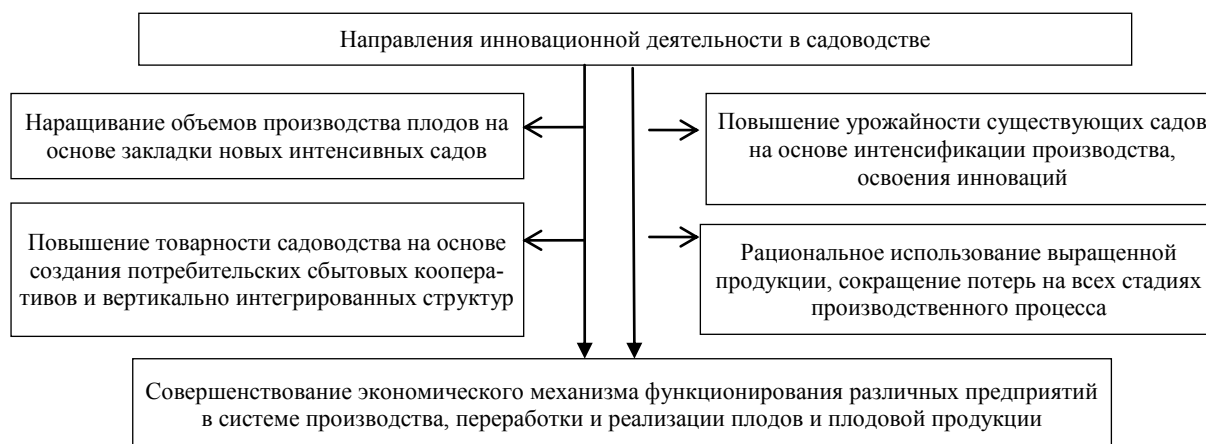 Направления инновационной деятельности в садоводстве
Наращивание объемов производства плодов на
основе закладки новых интенсивных садов
Повышение урожайности существующих садов
на основе интенсификации производства,
освоения инноваций
Повышение товарности садоводства на основе
создания потребительских сбытовых коопера-
тивов и вертикально интегрированных структур
Рациональное использование выращенной
продукции, сокращение потерь на всех стадиях
производственного процесса
Совершенствование экономического механизма функционирования различных предприятий
в системе производства, переработки и реализации плодов и плодовой продукции